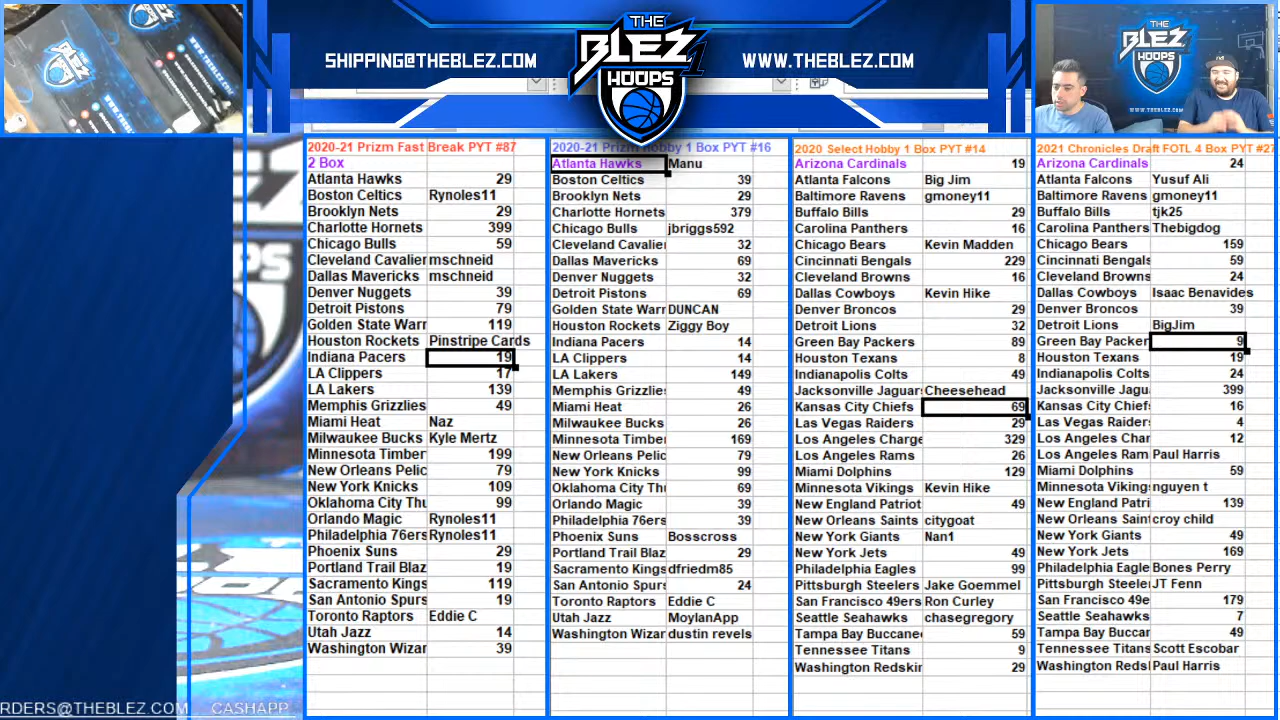 SHIPPING@THEBLEZ.COM
THE
BLEZ
HOOPS
WWW.THEBLEZ.COM
THE
BLEZ
HOOPS
WWW.THEBLEZ.COM
2020-21 Prizm Fast Break PYT #87
2 Box
Atlanta Hawks 29
Boston Celtics Rynoles11
Brooklyn Nets 29
Charlotte Hornets 399
Chicago Bulls 59
Cleveland Cavalier mschneid
Dallas Mavericks mschneid
Denver Nuggets 39
Detroit Pistons 79
Golden State Warr 119
Houston Rockets Pinstripe Cards
Indiana Pacers 19
LA Clippers 17
LA Lakers 139
Memphis Grizzlies 49
Miami Heat Naz
Milwaukee Bucks Kyle Mertz
Minnesota Timber 199
New Orleans Pelic 79
New York Knicks 109
Oklahoma City Thu 99
Orlando Magic Rynoles11
Philadelphia 76ers Rynoles11
Phoenix Suns 29
Portland Trail Blaz 19
Sacramento Kings 119
San Antonio Spurs 19
Toronto Raptors Eddie C
Utah Jazz 14
Washington Wizar 39
2020-21 Prizm Hobby 1 Box PYT #16
Atlanta Hawks Manu
Boston Celtics 39
Brooklyn Nets 29
Charlotte Hornets 379
Chicago Bulls jbriggs592
Cleveland Cavalier 32
Dallas Mavericks 69
Denver Nuggets 32
Detroit Pistons 69
Golden State Warr DUNCAN
Houston Rockets Ziggy Boy
Indiana Pacers 14
LA Clippers 14
LA Lakers 149
Memphis Grizzlie 49
Miami Heat 26
Milwaukee Bucks 26
Minnesota Timbe 169
New Orleans Pelic 79
New York Knicks 99
Oklahoma City Thu 69
Orlando Magic 39
Philadelphia 76ers 39
Phoenix Suns Bosscross
Portland Trail Blaz 29
Sacramento Kings dfriedm85
San Antonio Spurs 24
Toronto Raptors Eddie C
Utah Jazz MoylanApp
Washington Wizar dustin revels
2020 Select Hobby 1 Box PYT #14
Arizona Cardinals 19
Atlanta Falcons Big Jim
Baltimore Ravens gmoney11
Buffalo Bills 29
Carolina Panthers 16
Chicago Bears Kevin Madden
Cincinnati Bengals 229
Cleveland Browns 16
Dallas Cowboys Kevin Hike
Denver Broncos 29
Detroit Lions 32
Green Bay Packers 89
Houston Texans 8
Indianapolis Colts 49
Jacksonville Jaguar Cheesehead
Kansas City Chiefs 69
Las Vegas Raiders 29
Los Angeles Charge 329
Los Angeles Rams 26
Miami Dolphins 129
Minnesota Vikings Kevin Hike
New England Patriot 49
New Orleans Saints citygoat
New York Giants Nan1
New York Jets 49
Philadelphia Eagles 99
Pittsburgh Steelers Jake Goemmel
San Francisco 49ers Ron Curley
Seattle Seahawks chasegregory
Tampa Bay Buccanee 59
Tennessee Titans 9
Washington Redskin 29
2021 Chronicles Draft FOTL 4 Box PYT #27
Arizona Cardinals 24
Atlanta Falcons Yusuf Ali
Baltimore Ravens gmoney11
Buffalo Bills tjk25
Carolina Panthers Thebigdog
Chicago Bears 159
Cincinnati Bengals 59
Cleveland Browns 24
Dallas Cowboys Isaac Benavides
Denver Broncos 39
Detroit Lions BigJim
Green Bay Packer 9
Houston Texans 19
Indianapolis Colts 24
Jacksonville Jagu 399
Kansas City Chief 16
Las Vegas Raiders 4
Los Angeles Char 12
Los Angeles Ram Paul Harris
Miami Dolphins 59
Minnesota Vikings nguyen t
New England Patri 139
New Orleans Saint croy child
New York Giants 49
New York Jets 169
Philadelphia Eagle Bones Perry
Pittsburgh Steeler JT Fenn
San Francisco 49e 179
Seattle Seahawks 7
Tampa Bay Buccar 49
Tennessee Titans Scott Escobar
Washington Reds Paul Harris
RDERS@THEBLEZ.COM CASHAPP